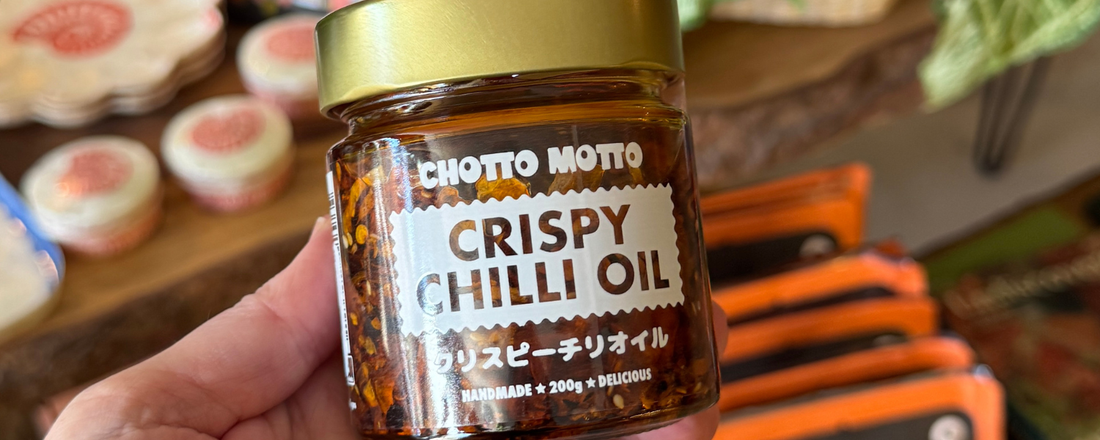 CHOTTO MOTTO
CRISPY
CHILLI OIL
クリスピーチリオイル
HANDMADE ★ 200g ★ DELICIOUS